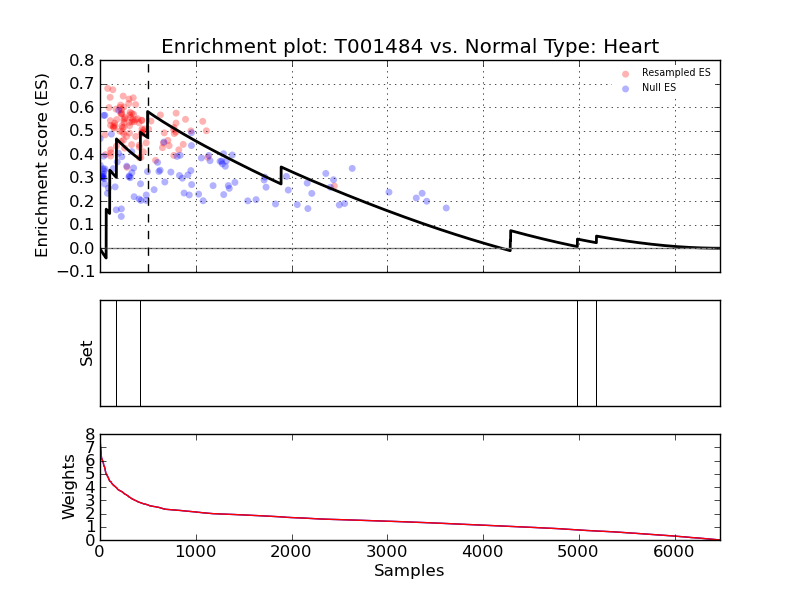 Enrichment plot: T001484 vs. Normal Type: Heart
Enrichment score (ES)
0.8
0.7
0.6
0.5
0.4
0.3
0.2
0.1
0.0
−0.1
Resampled ES
Null ES
Set
Weights
8
7
6
5
4
3
2
1
0
0 1000 2000 3000 4000 5000 6000
Samples